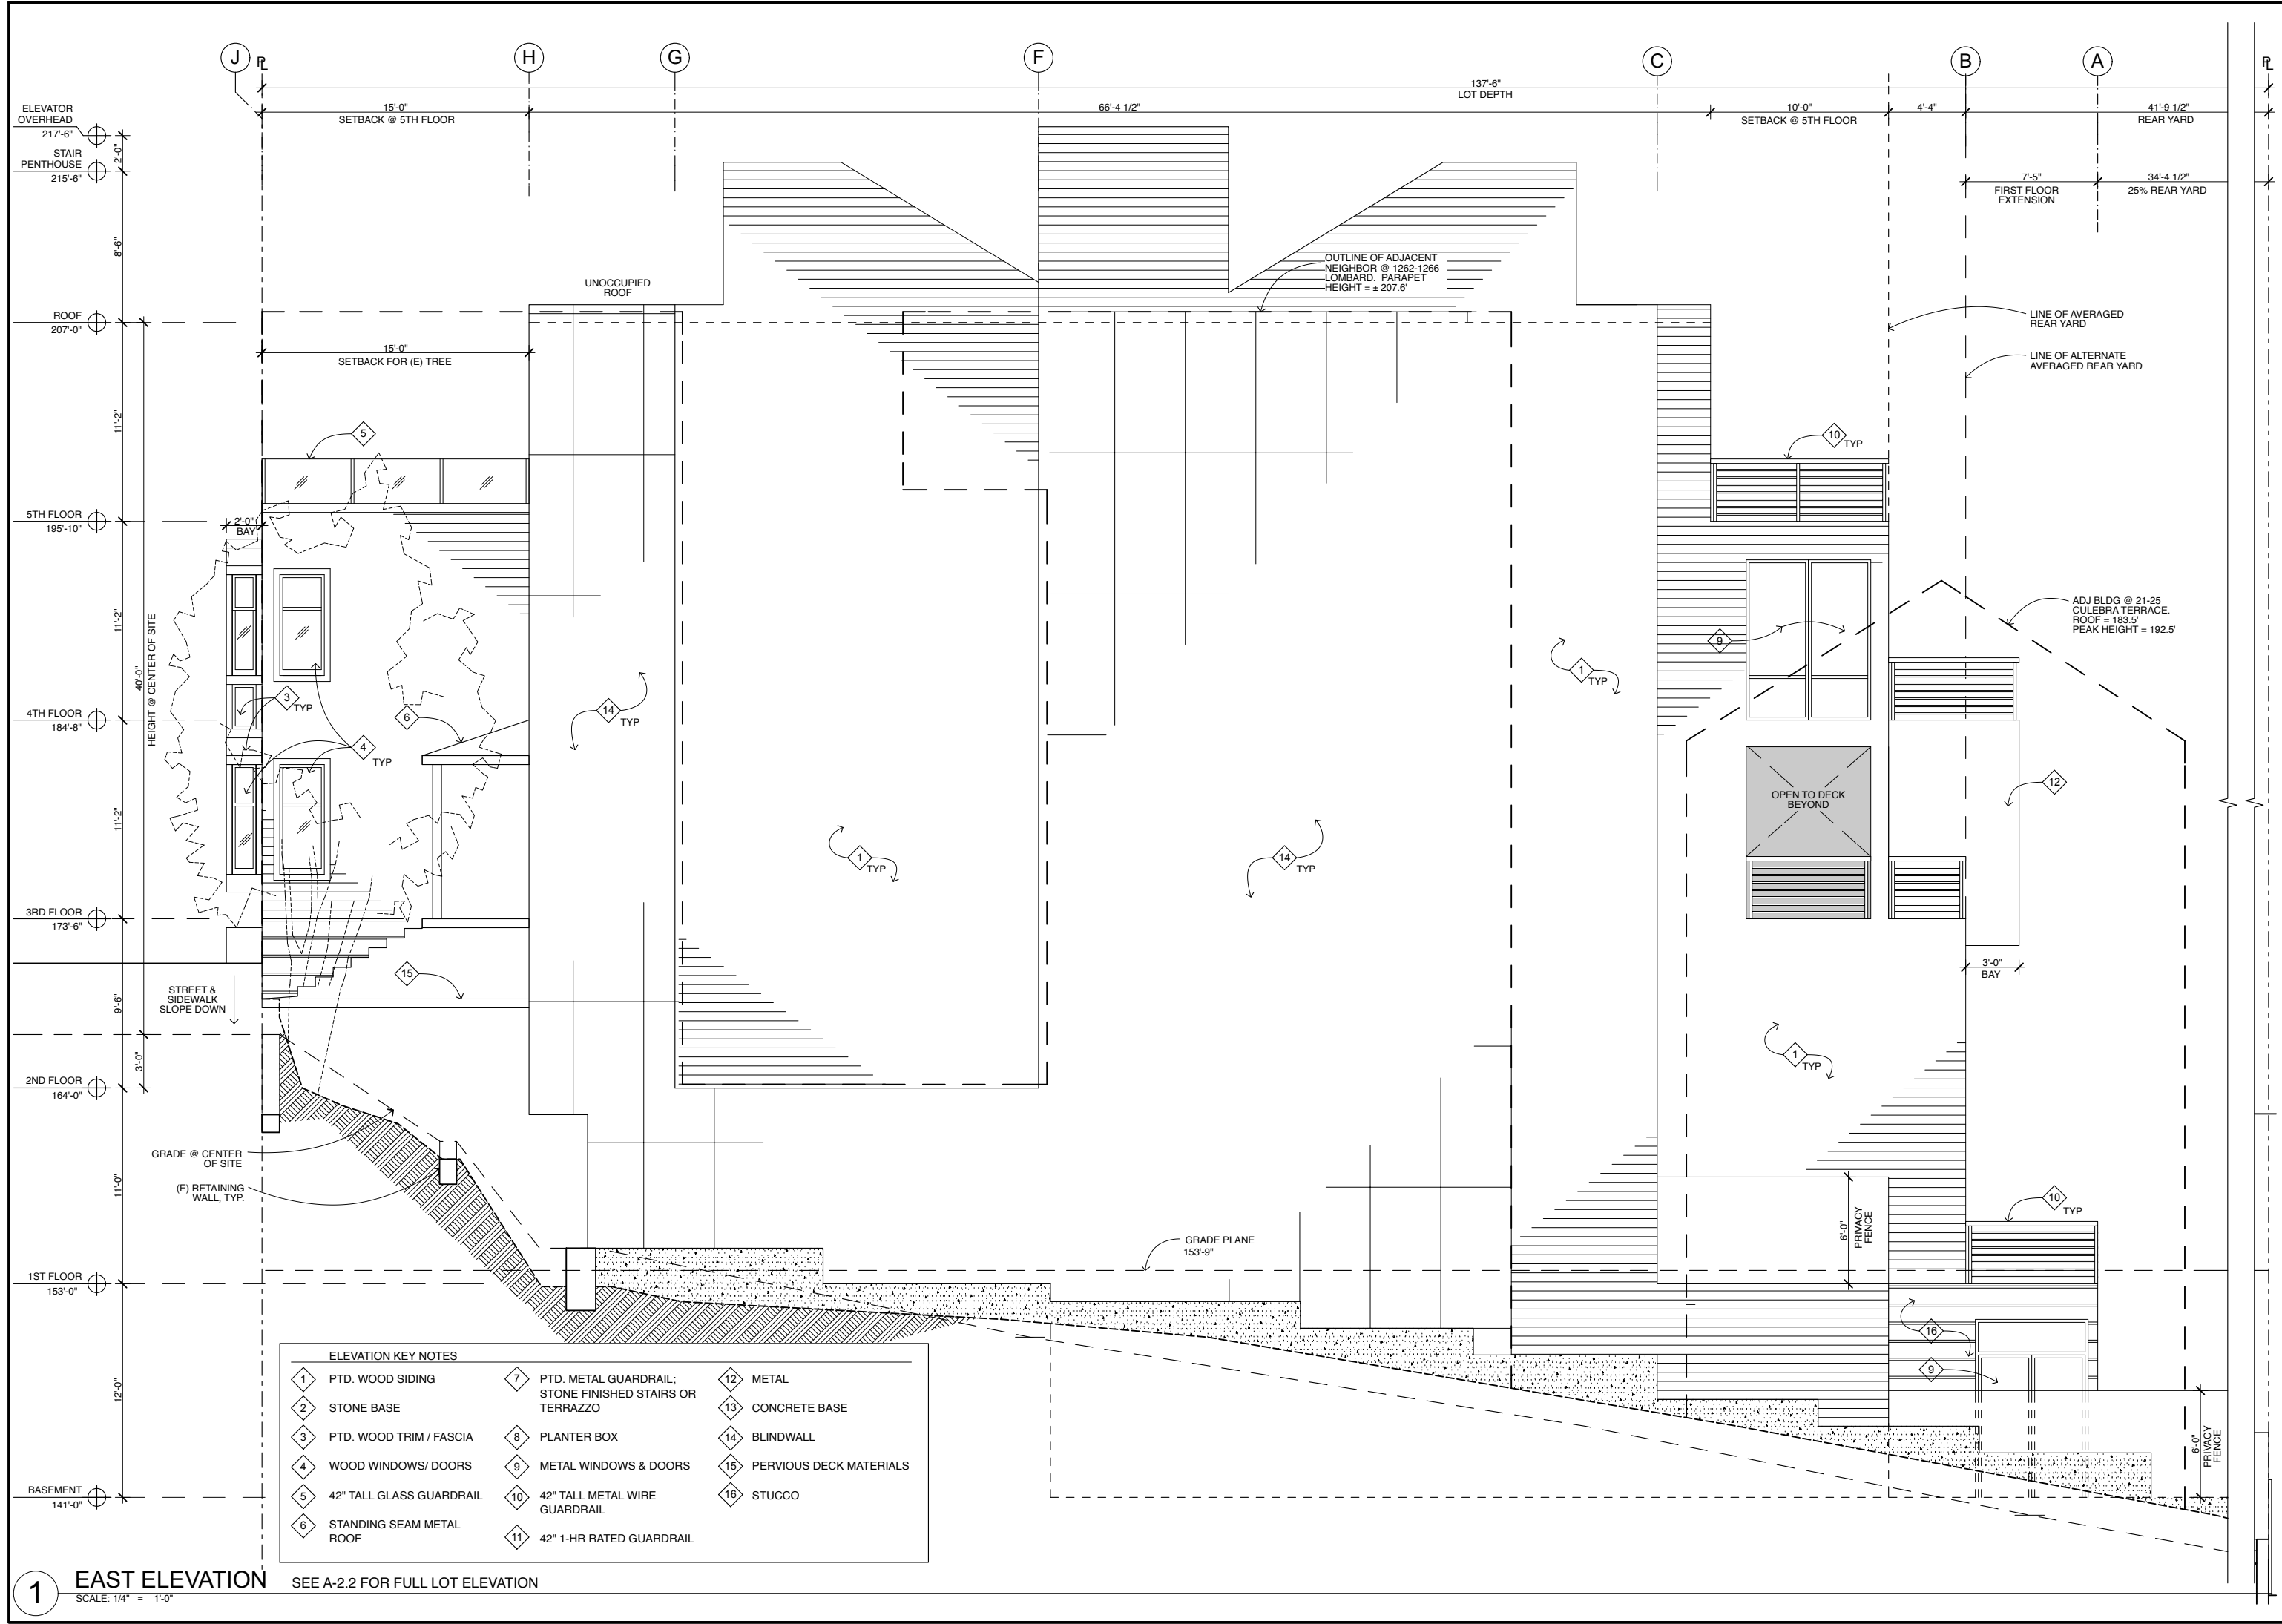 J
PL
H
G
F
C
B
A
PL
137'-6"
LOT DEPTH
15'-0"
SETBACK @ 5TH FLOOR
66'-4 1/2"
10'-0"
SETBACK @ 5TH FLOOR
4'-4"
41'-9 1/2"
REAR YARD
7'-5"
FIRST FLOOR
EXTENSION
34'-4 1/2"
25% REAR YARD
ELEVATOR
OVERHEAD
217'-6"
2'-0"
STAIR
PENTHOUSE
215'-6"
8'-6"
ROOF
207'-0"
11'-2"
5TH FLOOR
195'-10"
11'-2"
4TH FLOOR
184'-8"
11'-2"
3RD FLOOR
173'-6"
9'-6"
2ND FLOOR
164'-0"
11'-0"
1ST FLOOR
153'-0"
12'-0"
BASEMENT
141'-0"
40'-0"
HEIGHT @ CENTER OF SITE
3'-0"
UNOCCUPIED
ROOF
15'-0"
SETBACK FOR (E) TREE
OUTLINE OF ADJACENT
NEIGHBOR @ 1262-1266
LOMBARD. PARAPET
HEIGHT = ± 207.6'
LINE OF AVERAGED
REAR YARD
LINE OF ALTERNATE
AVERAGED REAR YARD
5
10
TYP
2'-0"
BAY
ADJ BLDG @ 21-25
CULEBRA TERRACE.
ROOF = 183.5'
PEAK HEIGHT = 192.5'
9
1
TYP
3
TYP
6
14
TYP
4
TYP
OPEN TO DECK
BEYOND
12
1
TYP
14
TYP
15
3'-0"
BAY
STREET &
SIDEWALK
SLOPE DOWN
1
TYP
GRADE @ CENTER
OF SITE
(E) RETAINING
WALL, TYP.
GRADE PLANE
153'-9"
6'-0"
PRIVACY
FENCE
10
TYP
16
9
6'-0"
PRIVACY
FENCE
ELEVATION KEY NOTES
1 PTD. WOOD SIDING
2 STONE BASE
3 PTD. WOOD TRIM / FASCIA
4 WOOD WINDOWS/ DOORS
5 42" TALL GLASS GUARDRAIL
6 STANDING SEAM METAL
ROOF
7 PTD. METAL GUARDRAIL;
STONE FINISHED STAIRS OR
TERRAZZO
8 PLANTER BOX
9 METAL WINDOWS & DOORS
10 42" TALL METAL WIRE
GUARDRAIL
11 42" 1-HR RATED GUARDRAIL
12 METAL
13 CONCRETE BASE
14 BLINDWALL
15 PERVIOUS DECK MATERIALS
16 STUCCO
1 EAST ELEVATION SEE A-2.2 FOR FULL LOT ELEVATION
SCALE: 1/4" = 1'-0"